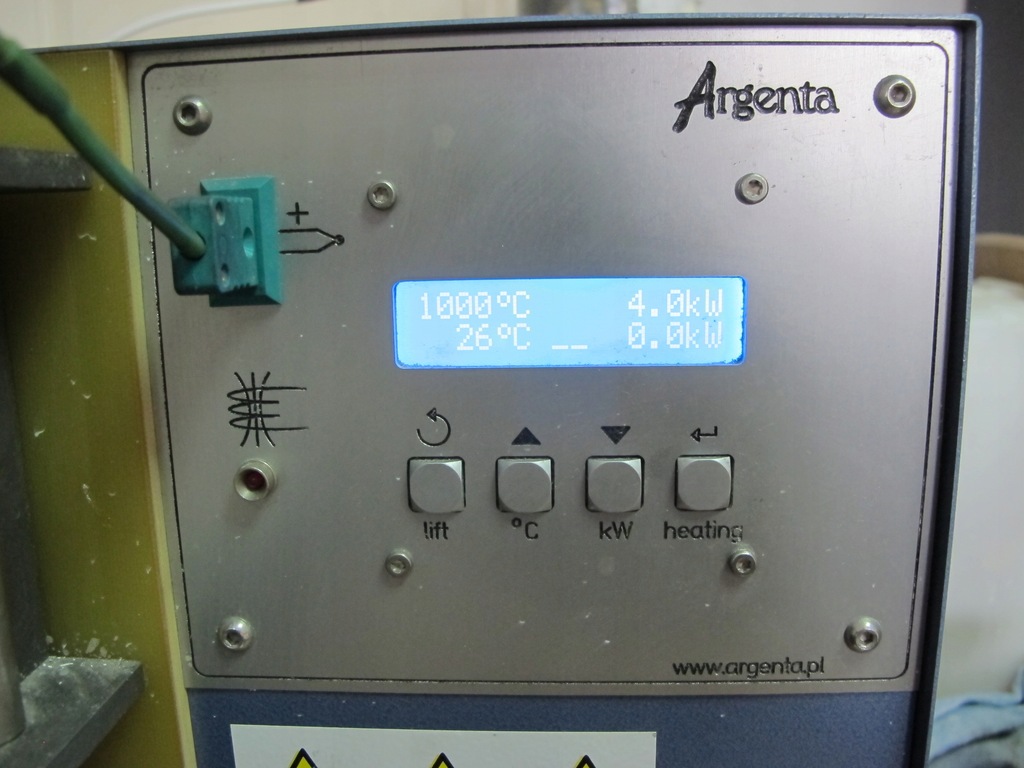 Argenta
+
1000°C 4.0kW
26°C __ 0.0kW
lift °C kW heating
www.argenta.pl